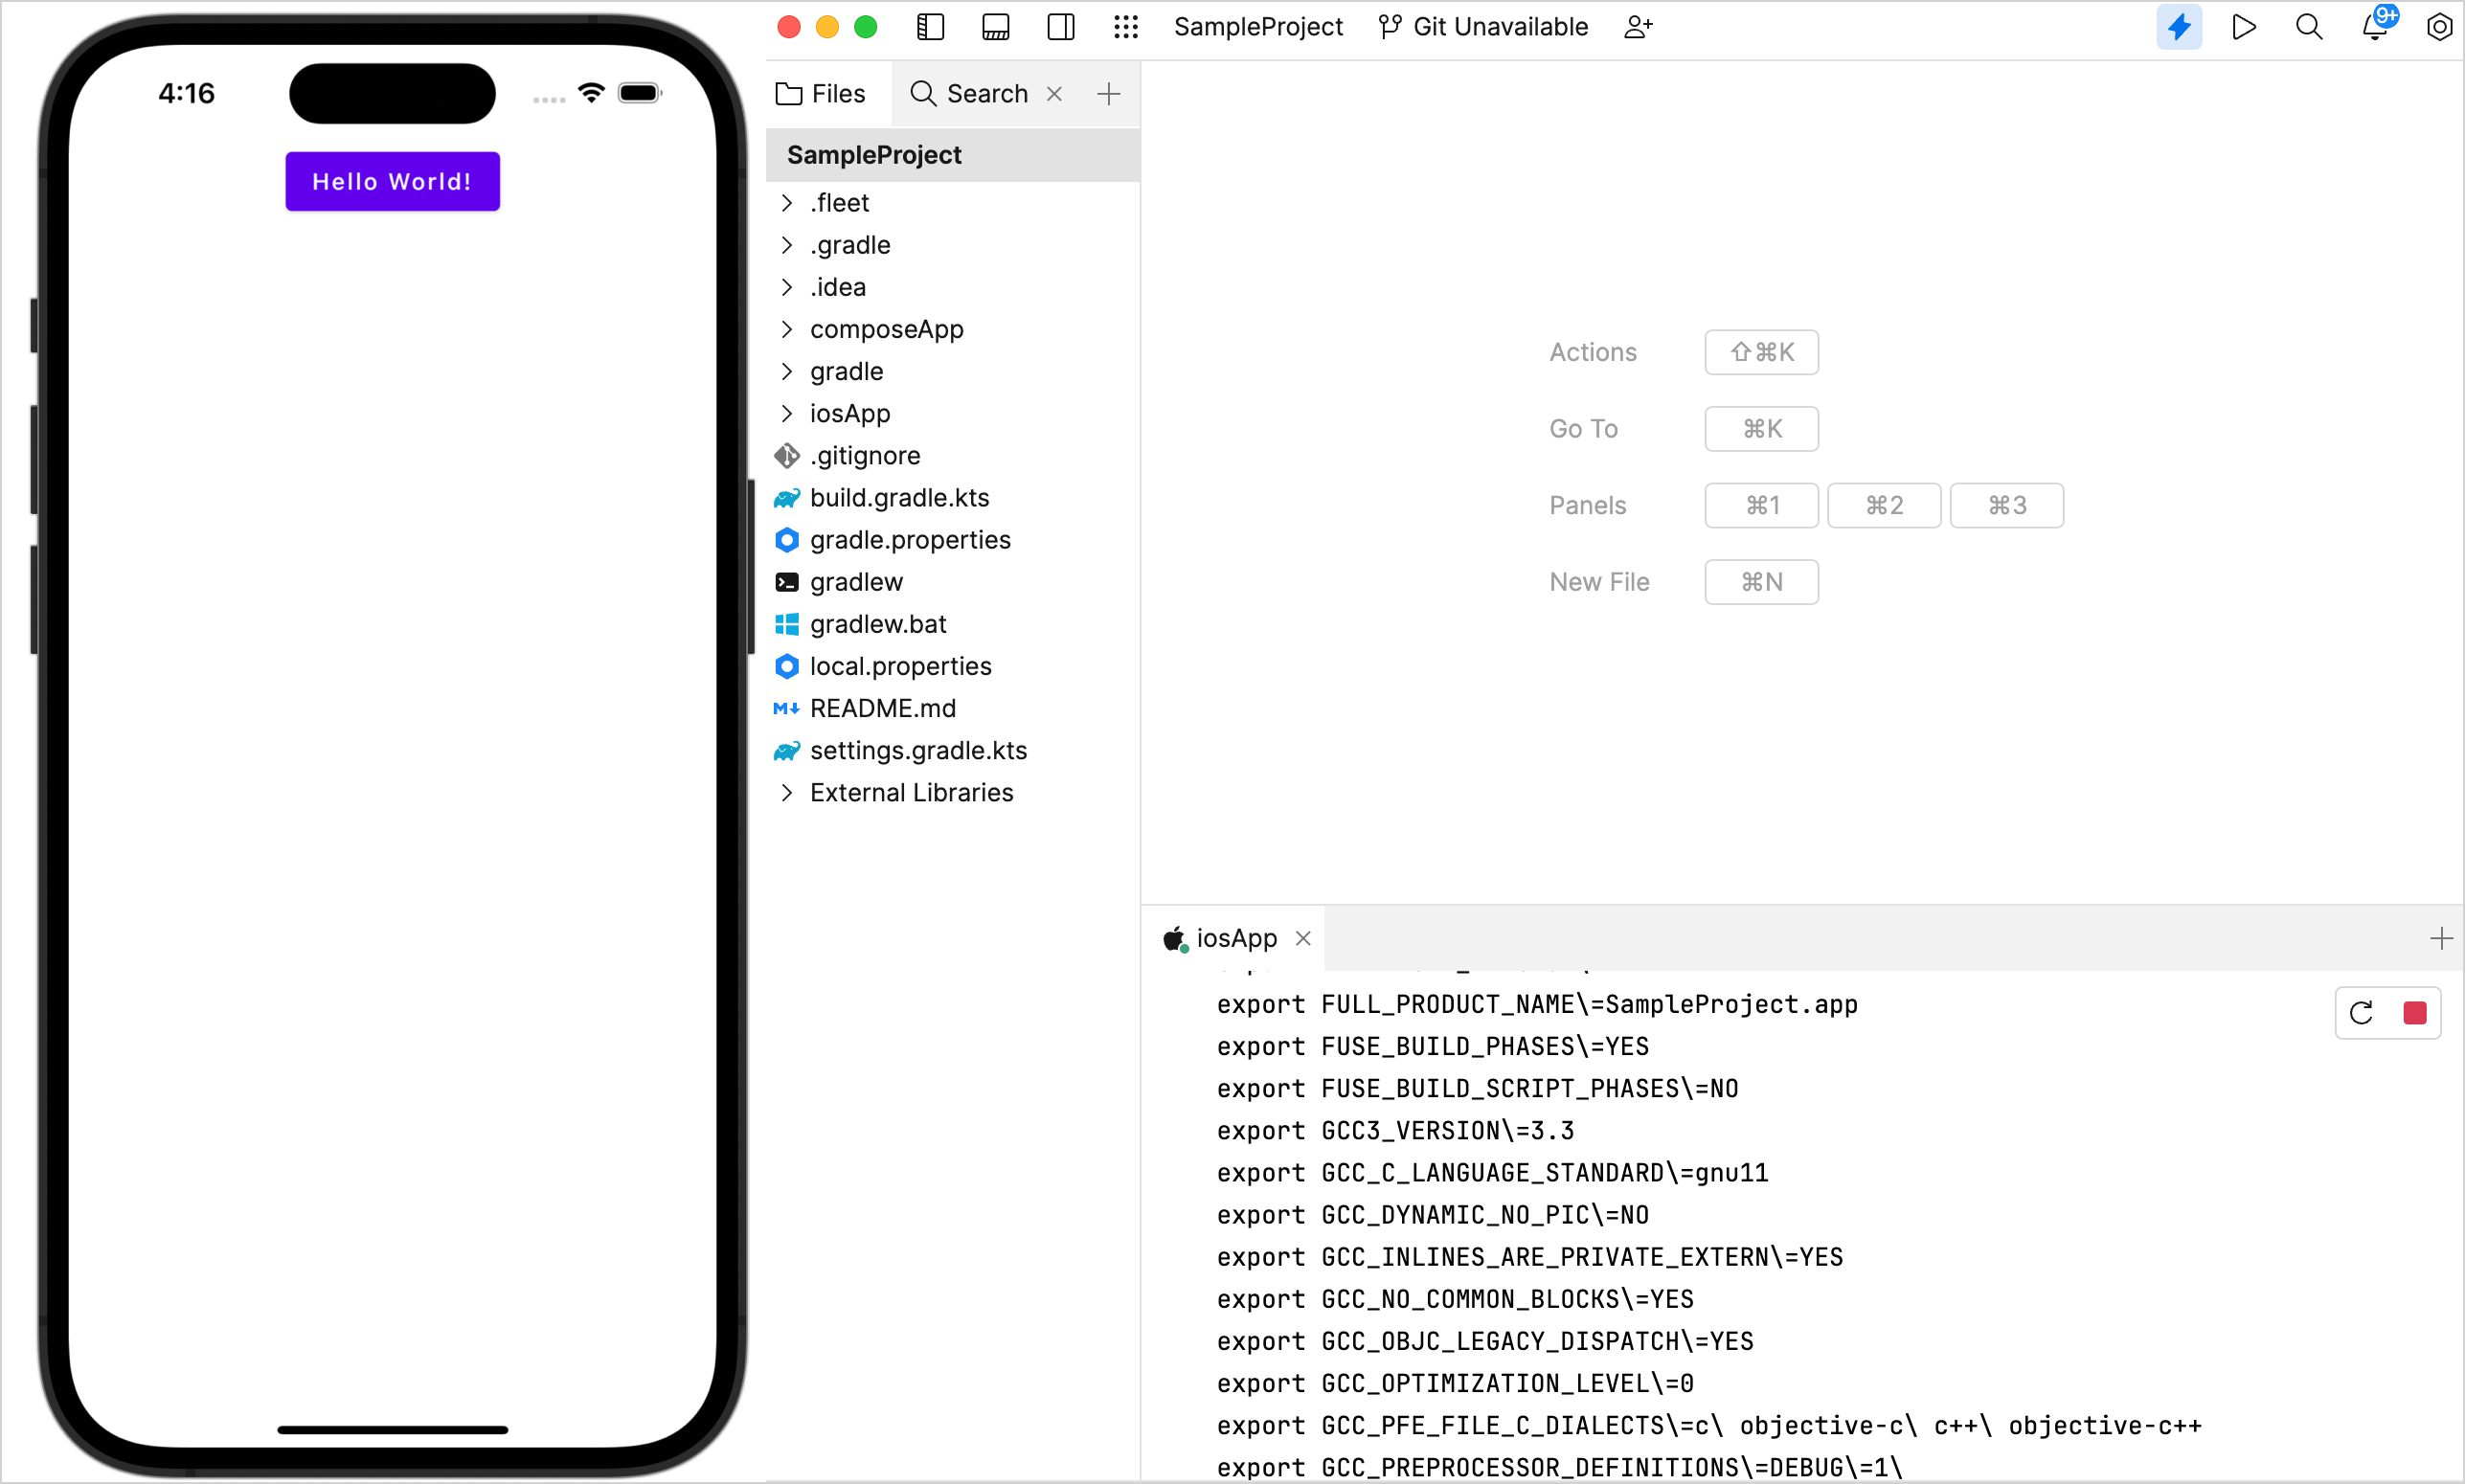 4:16
Hello World!
SampleProject
Git Unavailable
9+
Files
Search
SampleProject
.fleet
.gradle
.idea
composeApp
gradle
iosApp
.gitignore
build.gradle.kts
gradle.properties
gradlew
gradlew.bat
local.properties
README.md
settings.gradle.kts
External Libraries
Actions ⇧⌘K
Go To ⌘K
Panels ⌘1 ⌘2 ⌘3
New File ⌘N
iosApp
export FULL_PRODUCT_NAME\=SampleProject.app
export FUSE_BUILD_PHASES\=YES
export FUSE_BUILD_SCRIPT_PHASES\=NO
export GCC3_VERSION\=3.3
export GCC_C_LANGUAGE_STANDARD\=gnu11
export GCC_DYNAMIC_NO_PIC\=NO
export GCC_INLINES_ARE_PRIVATE_EXTERN\=YES
export GCC_NO_COMMON_BLOCKS\=YES
export GCC_OBJC_LEGACY_DISPATCH\=YES
export GCC_OPTIMIZATION_LEVEL\=0
export GCC_PFE_FILE_C_DIALECTS\=c\ objective-c\ c++\ objective-c++
export GCC_PREPROCESSOR_DEFINITIONS\=DEBUG\=1\